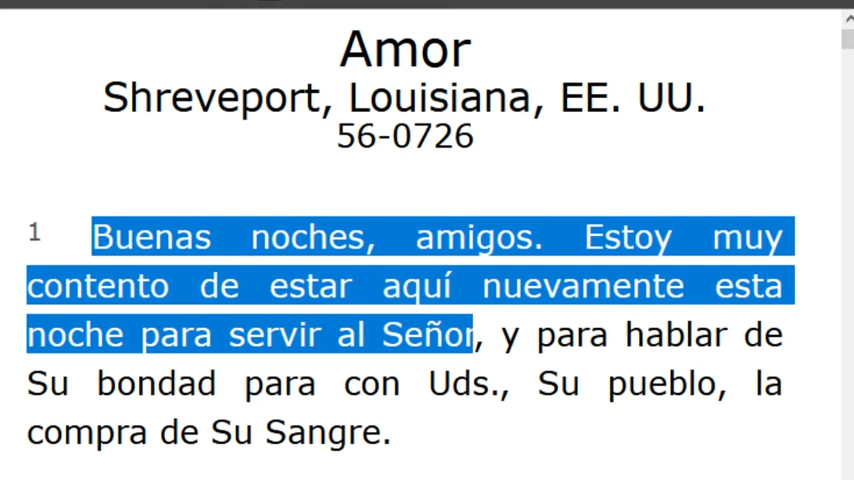 Amor
Shreveport, Louisiana, EE. UU.
56-0726
1 Buenas noches, amigos. Estoy muy
contento de estar aquí nuevamente esta
noche para servir al Señor, y para hablar de
Su bondad para con Uds., Su pueblo, la
compra de Su Sangre.